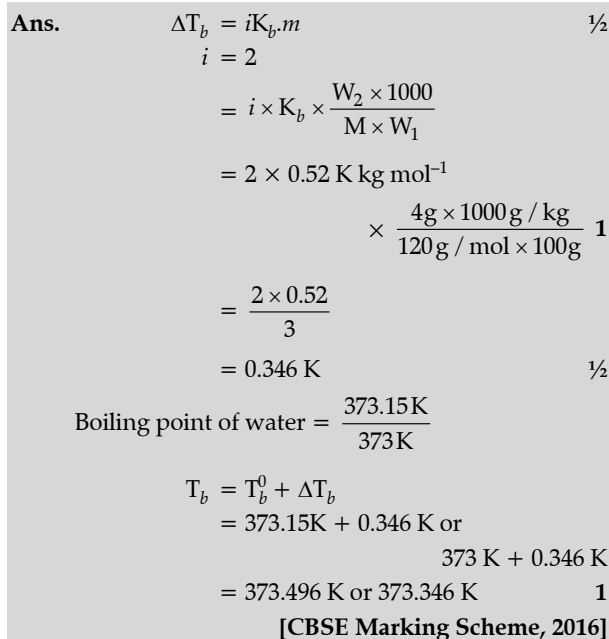 Ans. ΔT_b = iK_b.m ½
i = 2
= i × K_b × (W_2 × 1000)/(M × W_1)
= 2 × 0.52 K kg mol^–1
× (4g × 1000 g / kg)/(120 g / mol × 100g) 1
= (2 × 0.52)/3
= 0.346 K ½
Boiling point of water = (373.15 K)/(373 K)
T_b = T_b^0 + ΔT_b
= 373.15K + 0.346 K or
373 K + 0.346 K
= 373.496 K or 373.346 K 1
[CBSE Marking Scheme, 2016]